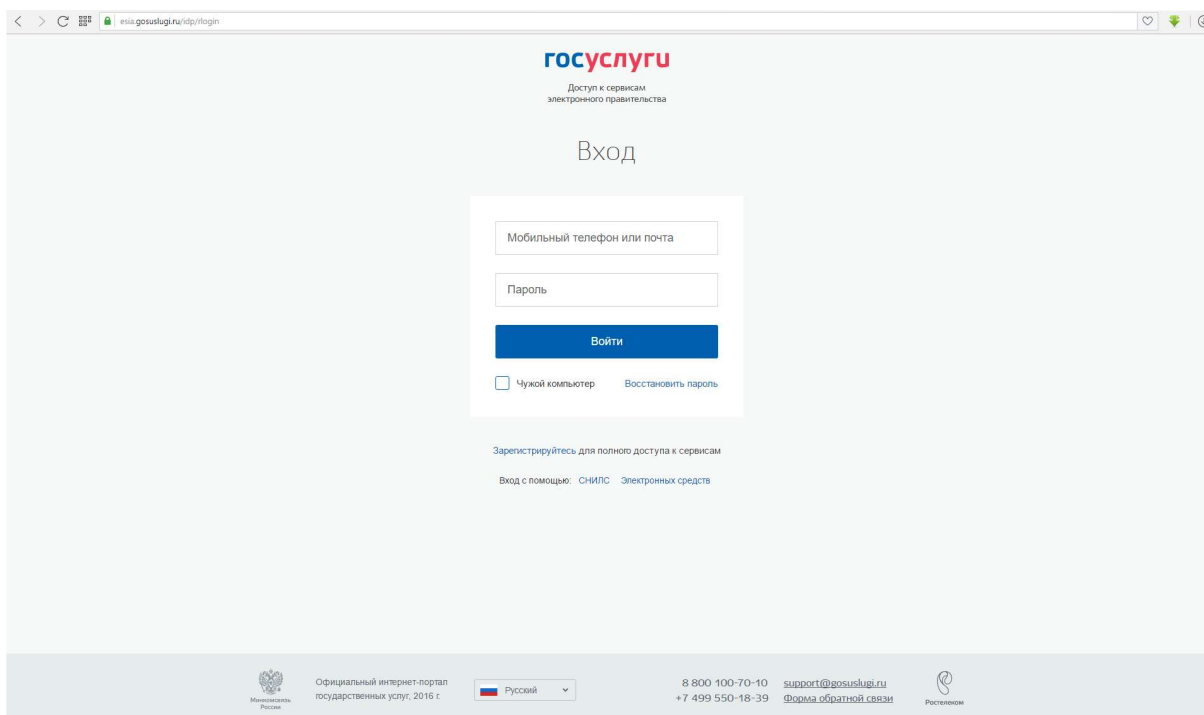 esia.gosuslugi.ru/idp/rlogin
госуслуги
Доступ к сервисам
электронного правительства
Вход
Мобильный телефон или почта
Пароль
Войти
Чужой компьютер Восстановить пароль
Зарегистрируйтесь для полного доступа к сервисам
Вход с помощью: СНИЛС Электронных средств
Минкомсвязь
России
Официальный интернет-портал
государственных услуг, 2016 г.
Русский
8 800 100-70-10 support@gosuslugi.ru
+7 499 550-18-39 Форма обратной связи
Ростелеком